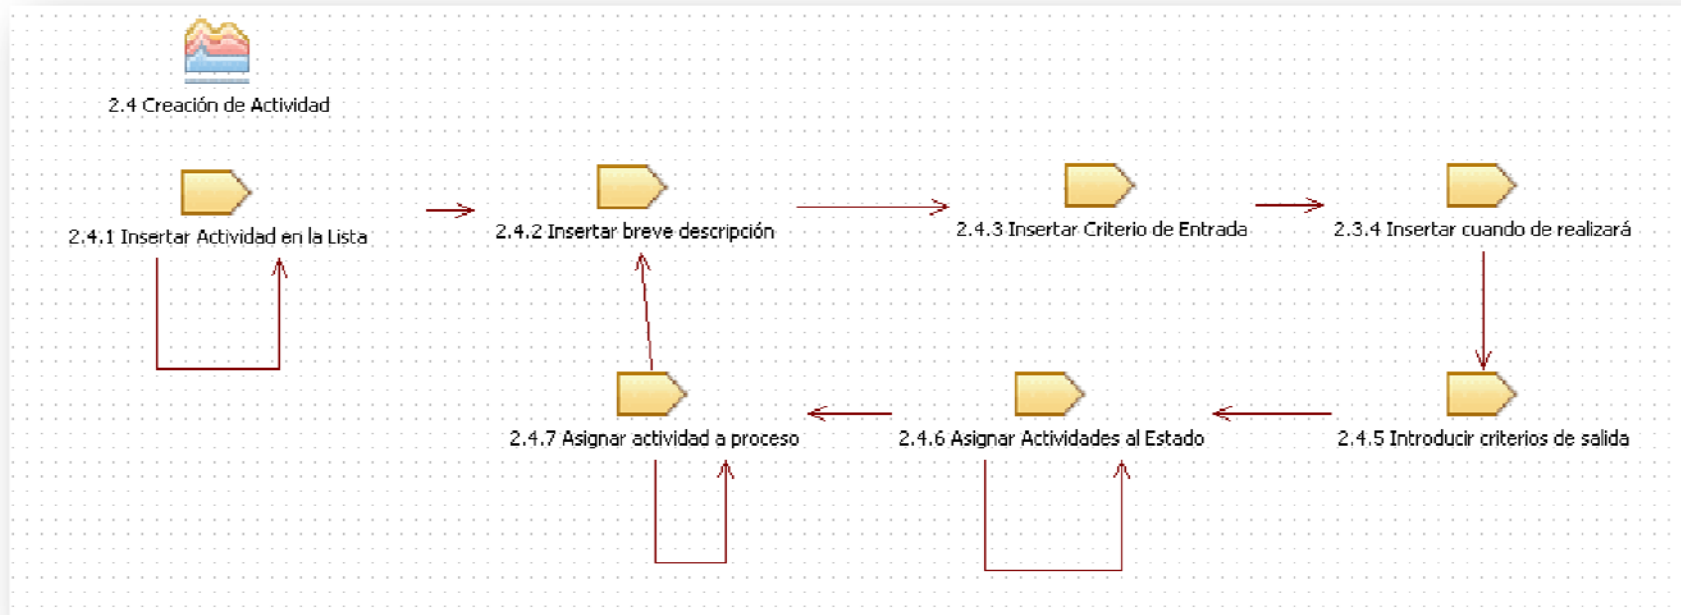 2.4 Creación de Actividad
2.4.1 Insertar Actividad en la Lista
2.4.2 Insertar breve descripción
2.4.3 Insertar Criterio de Entrada
2.3.4 Insertar cuando de realizará
2.4.7 Asignar actividad a proceso
2.4.6 Asignar Actividades al Estado
2.4.5 Introducir criterios de salida